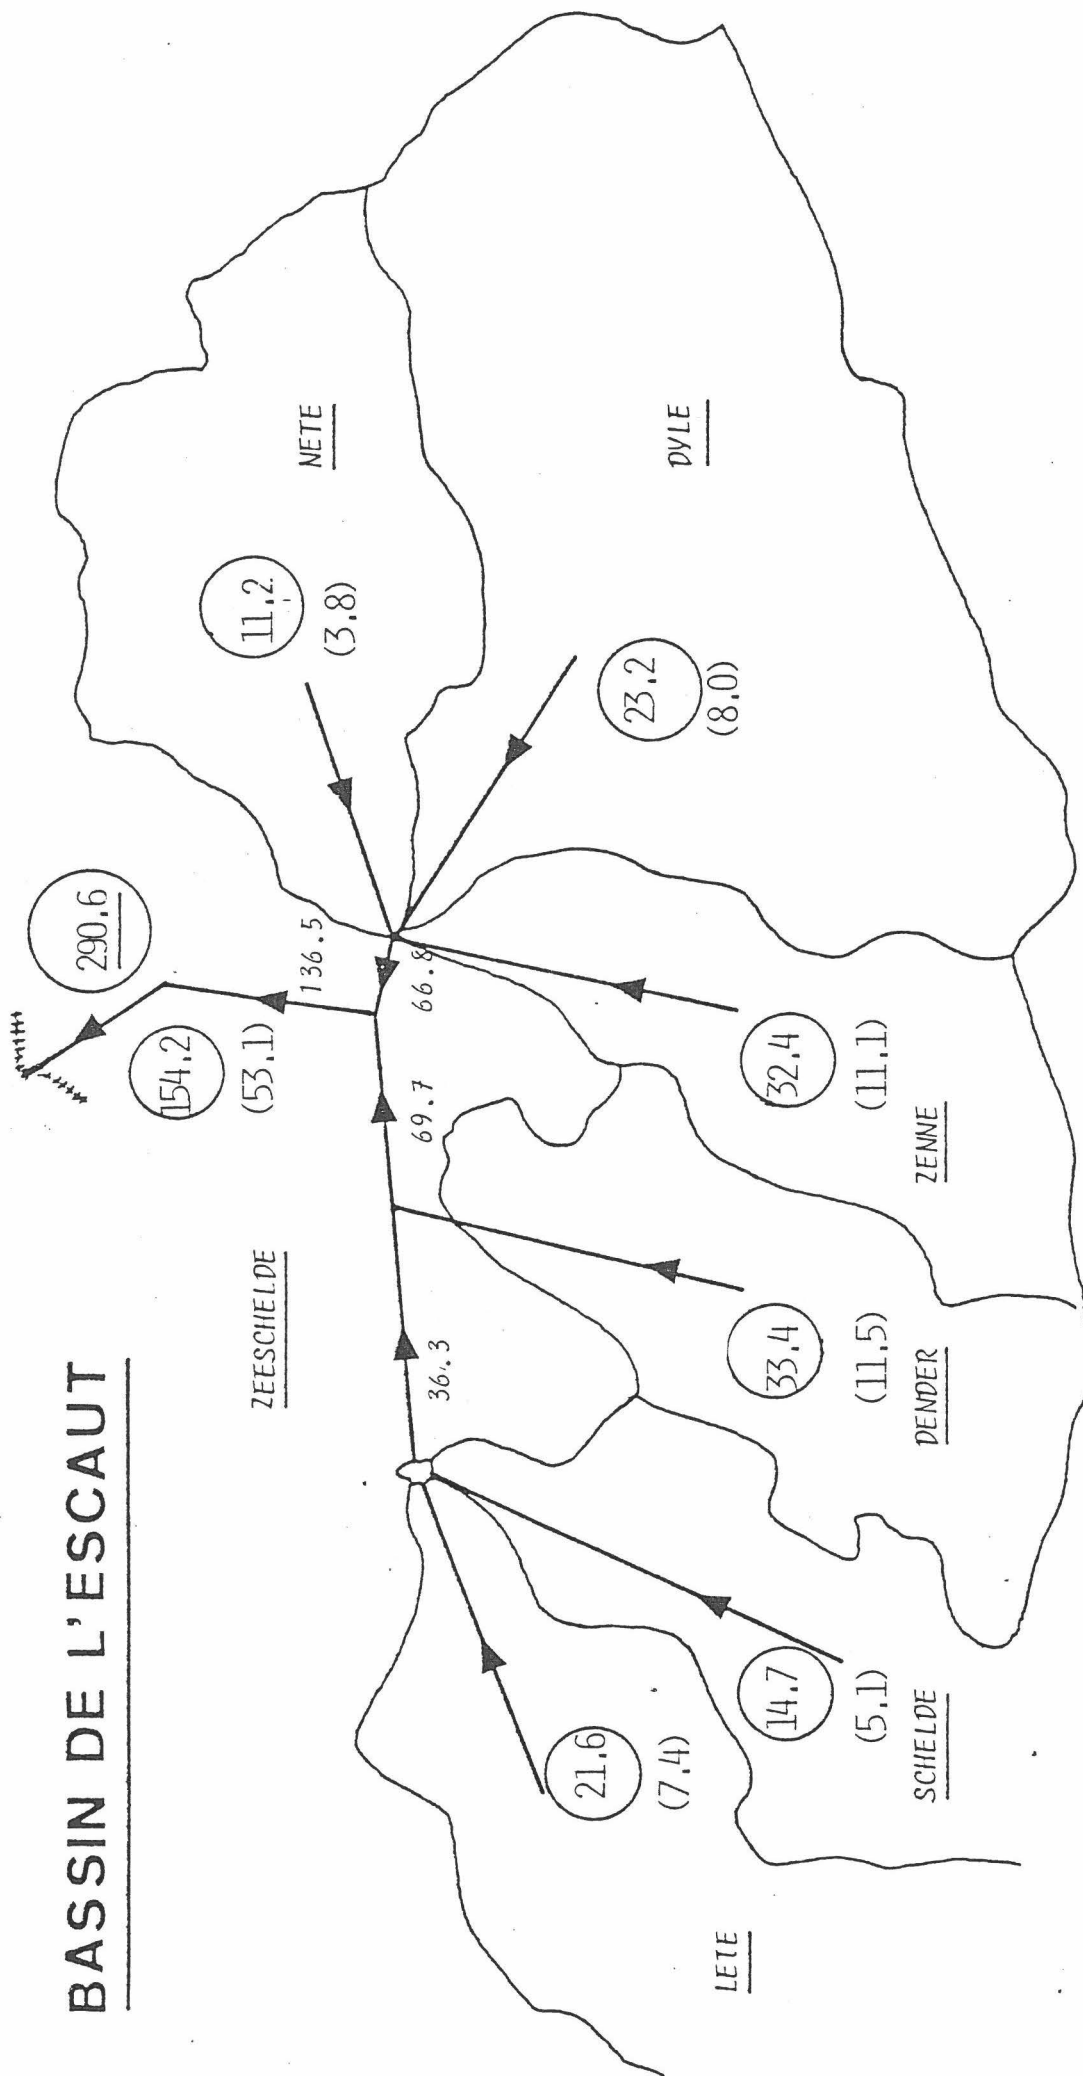 BASSIN DE L'ESCAUT
290.6
154.2
(53.1)
136.5
ZEESCHELDE
NETE
11.2
(3.8)
66.8
69.7
36.3
DYLE
23.2
(8.0)
32.4
(11.1)
ZENNE
33.4
(11.5)
DENDER
14.7
(5.1)
SCHELDE
21.6
(7.4)
LEIE